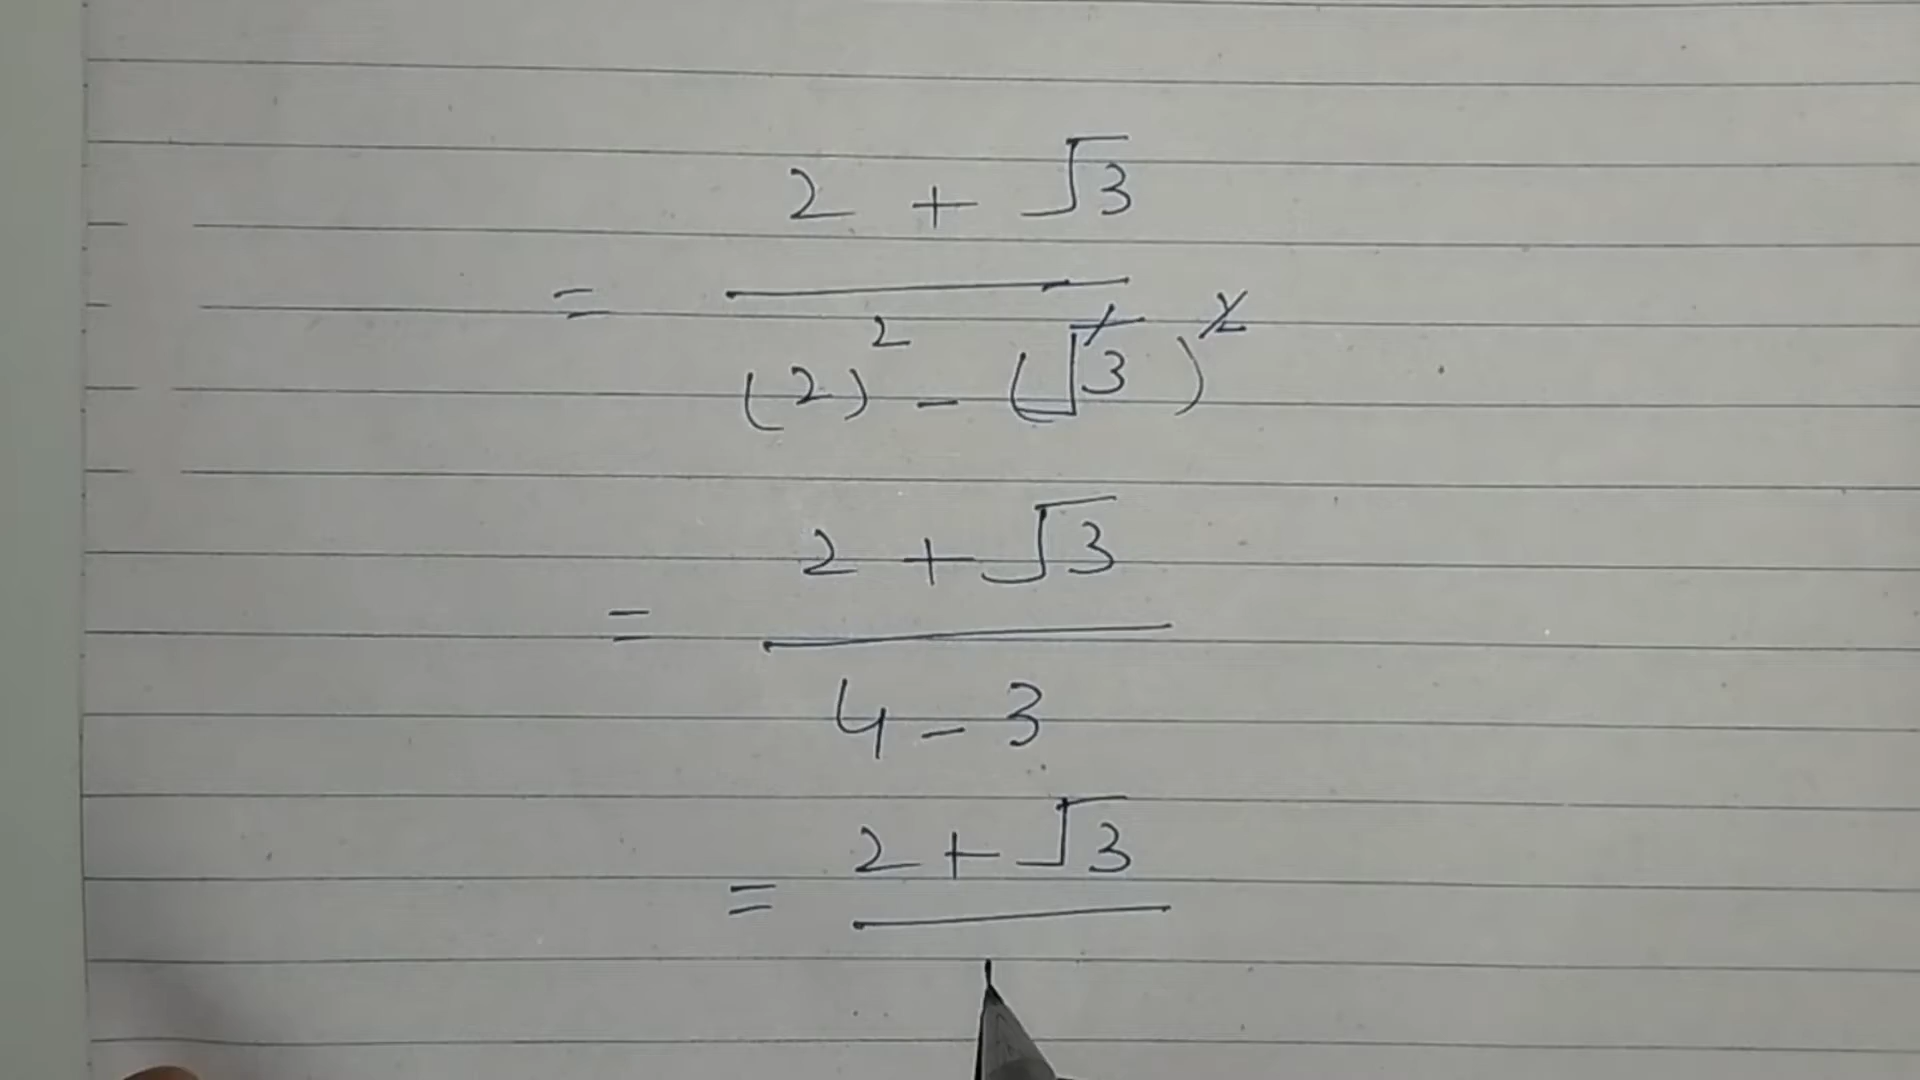 2 + √3
= ———
(2)² - (√3)²
2 + √3
= ———
4 - 3
2 + √3
= ———